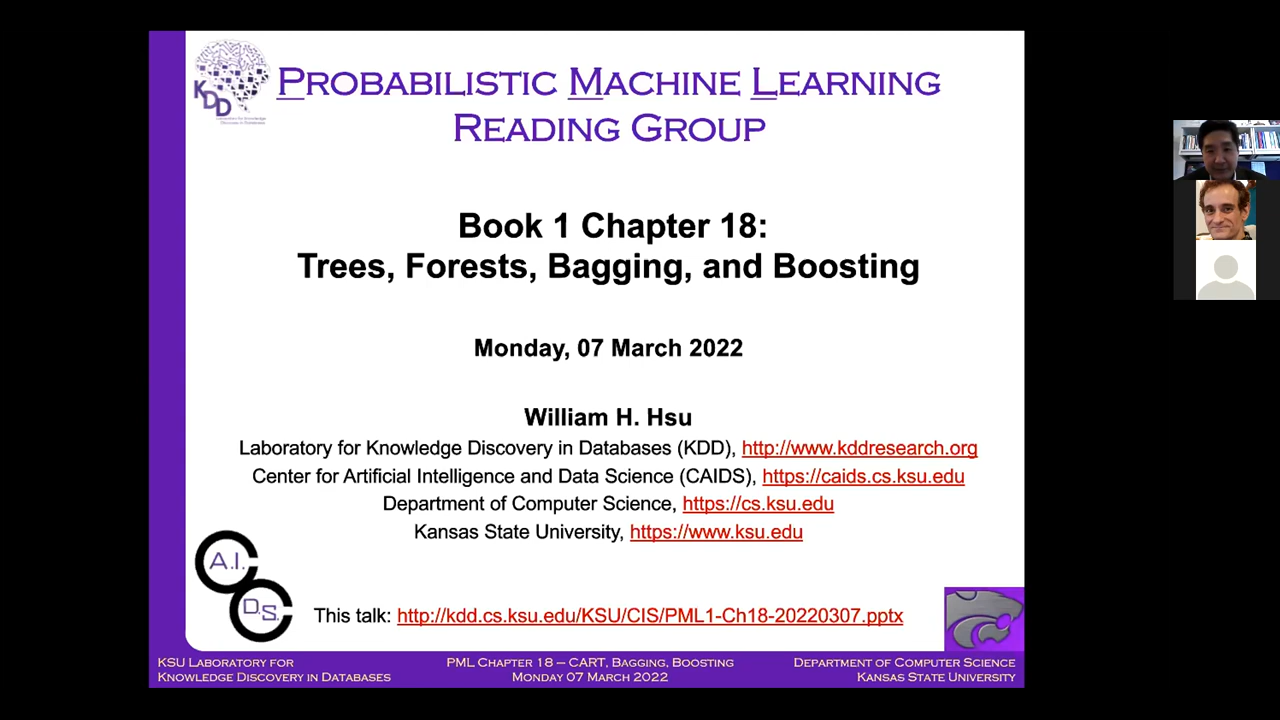 KDD
PROBABILISTIC MACHINE LEARNING
READING GROUP
Book 1 Chapter 18:
Trees, Forests, Bagging, and Boosting
Monday, 07 March 2022
William H. Hsu
Laboratory for Knowledge Discovery in Databases (KDD), http://www.kddresearch.org
Center for Artificial Intelligence and Data Science (CAIDS), https://caids.cs.ksu.edu
Department of Computer Science, https://cs.ksu.edu
Kansas State University, https://www.ksu.edu
A.I.
D.S.
This talk: http://kdd.cs.ksu.edu/KSU/CIS/PML1-Ch18-20220307.pptx
KSU LABORATORY FOR
KNOWLEDGE DISCOVERY IN DATABASES
PML CHAPTER 18 – CART, BAGGING, BOOSTING
MONDAY 07 MARCH 2022
DEPARTMENT OF COMPUTER SCIENCE
KANSAS STATE UNIVERSITY